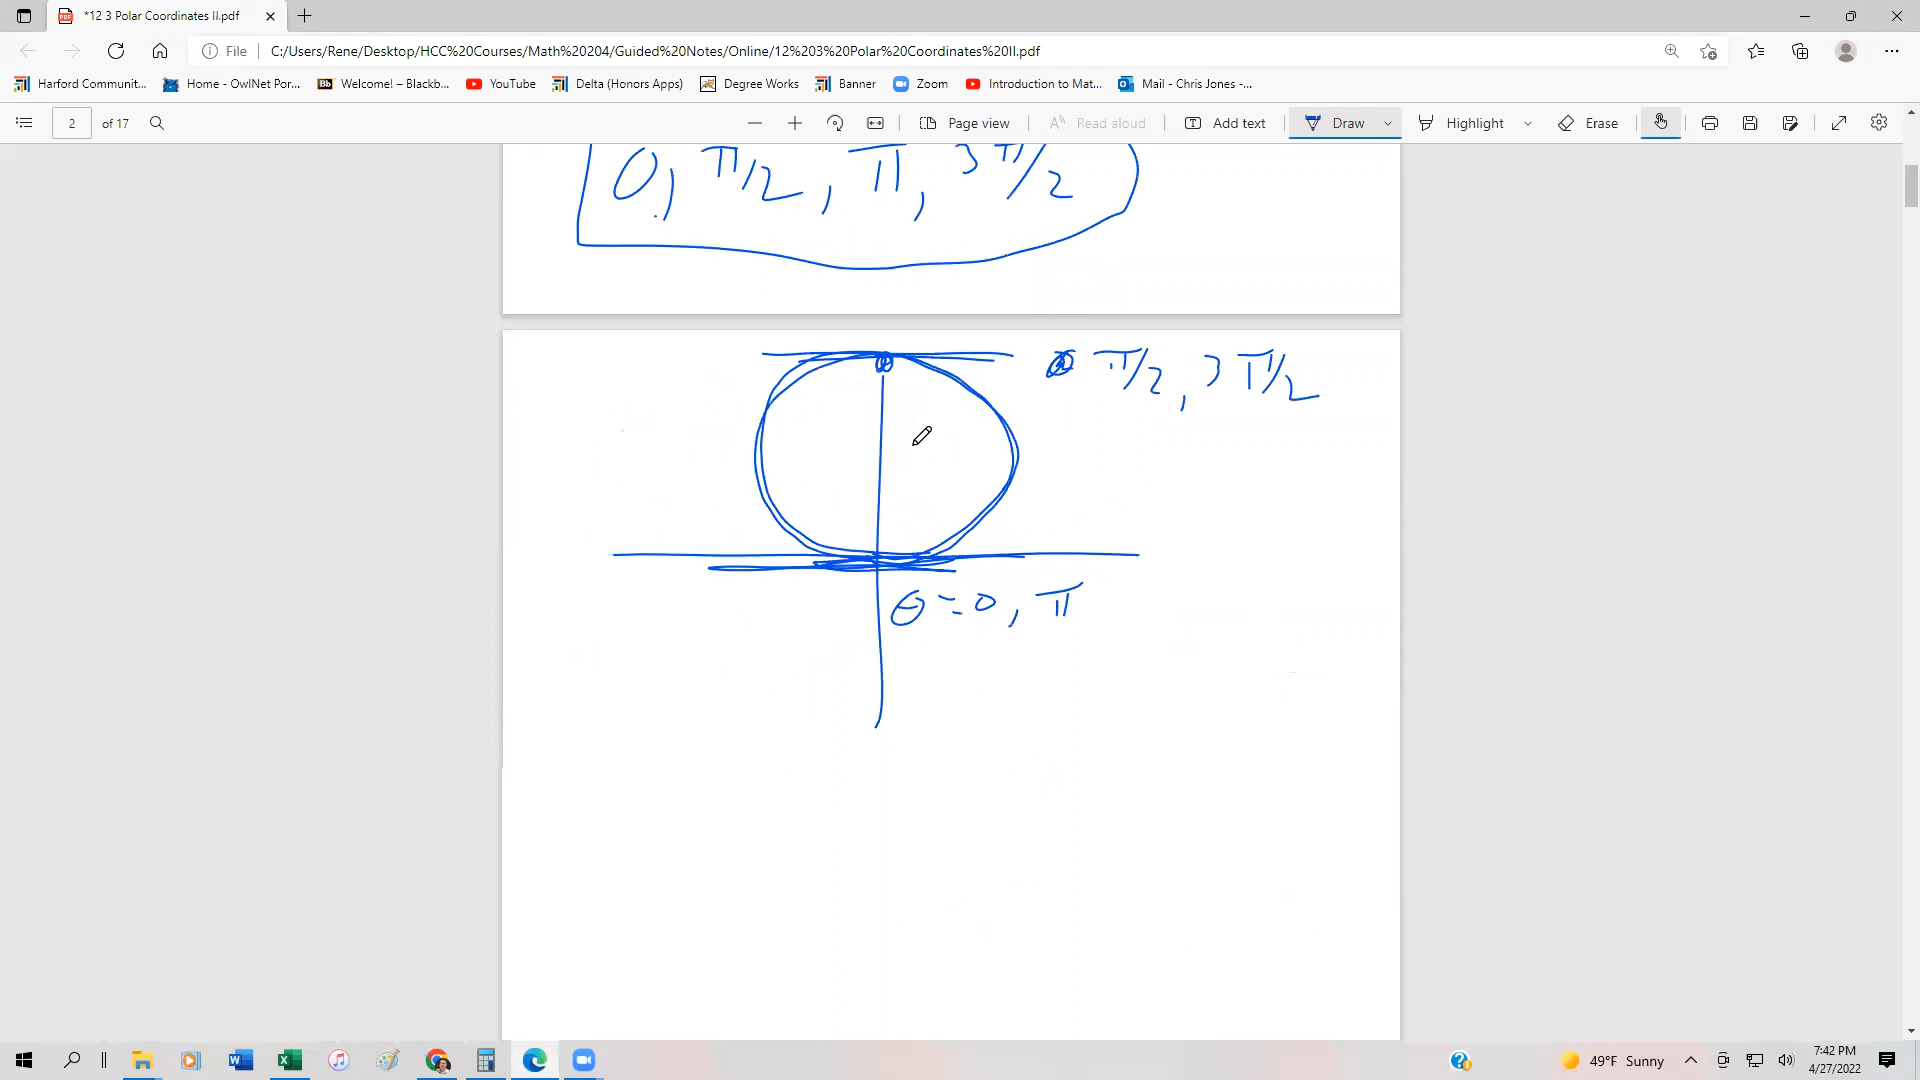 *12 3 Polar Coordinates II.pdf
File C:/Users/Rene/Desktop/HCC%20Courses/Math%20204/Guided%20Notes/Online/12%203%20Polar%20Coordinates%20II.pdf
Harford Communit... Home - OwlNet Por... Welcome! – Blackb... YouTube Delta (Honors Apps) Degree Works Banner Zoom Introduction to Mat... Mail - Chris Jones -...
2 of 17 Page view Read aloud Add text Draw Highlight Erase
0, π/2, π, 3π/2
π/2, 3π/2
θ=0, π
49°F Sunny 7:42 PM
4/27/2022